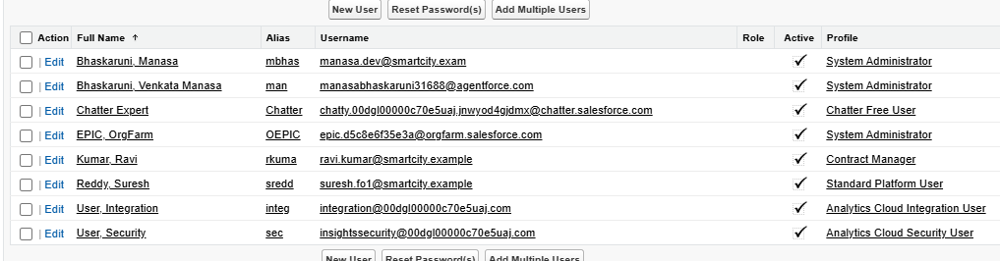 New User Reset Password(s) Add Multiple Users
Action Full Name ↑ Alias Username Role Active Profile
| Edit Bhaskaruni, Manasa mbhas manasa.dev@smartcity.exam System Administrator
| Edit Bhaskaruni, Venkata Manasa man manasabhaskaruni31688@agentforce.com System Administrator
| Edit Chatter Expert Chatter chatty.00dgl00000c70e5uaj.jnwyod4gjdmx@chatter.salesforce.com Chatter Free User
| Edit EPIC, OrgFarm OEPIC epic.d5c8e6f35e3a@orgfarm.salesforce.com System Administrator
| Edit Kumar, Ravi rkuma ravi.kumar@smartcity.example Contract Manager
| Edit Reddy, Suresh sredd suresh.fo1@smartcity.example Standard Platform User
| Edit User, Integration integ integration@00dgl00000c70e5uaj.com Analytics Cloud Integration User
| Edit User, Security sec insightssecurity@00dgl00000c70e5uaj.com Analytics Cloud Security User
New User Reset Password(s) Add Multiple Users